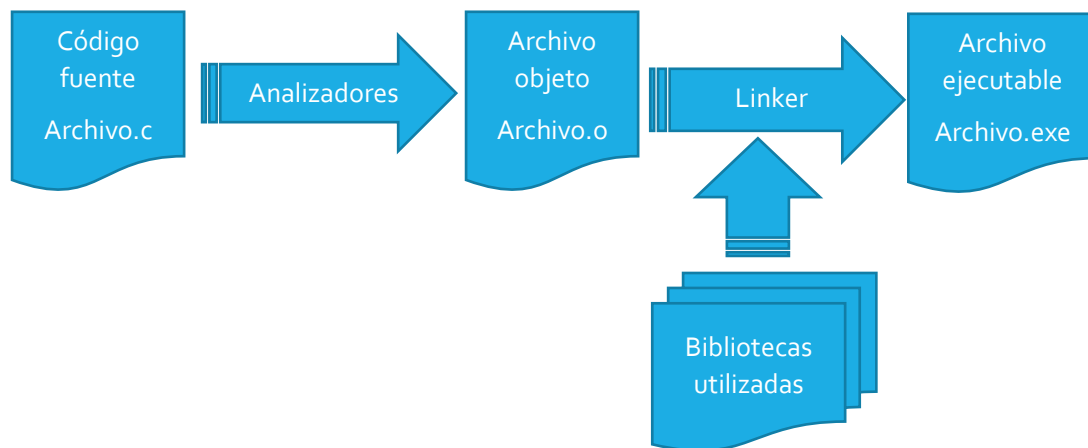 Código
fuente
Archivo.c
Analizadores
Archivo
objeto
Archivo.o
Linker
Archivo
ejecutable
Archivo.exe
Bibliotecas
utilizadas